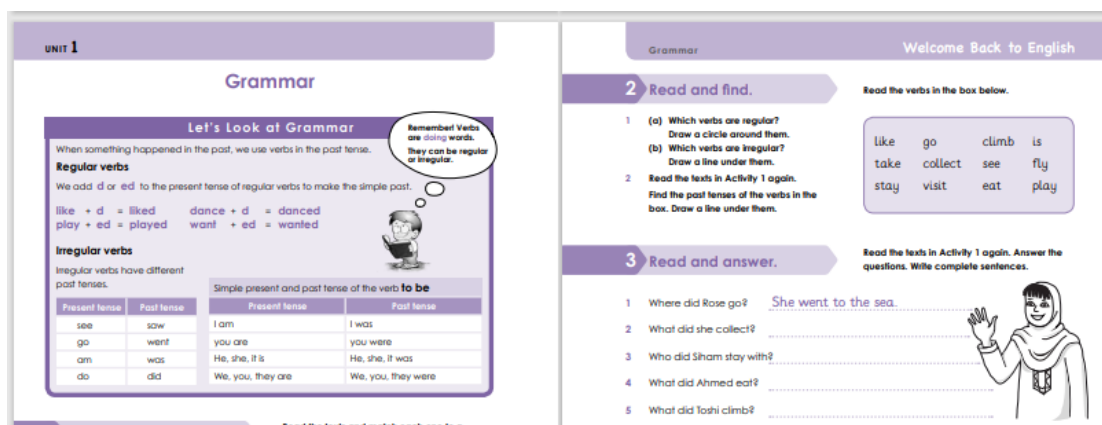 UNIT 1
Grammar
Let's Look at Grammar
Remember! Verbs
are doing words.
They can be regular
or irregular.
When something happened in the past, we use verbs in the past tense.
Regular verbs
We add d or ed to the present tense of regular verbs to make the simple past.
like + d = liked dance + d = danced
play + ed = played want + ed = wanted
Irregular verbs
Irregular verbs have different
past tenses.
Present tense Past tense
see saw
go went
am was
do did
Simple present and past tense of the verb to be
Present tense Past tense
I am I was
you are you were
He, she, it is He, she, it was
We, you, they are We, you, they were
Grammar Welcome Back to English
2 Read and find.
Read the verbs in the box below.
1 (a) Which verbs are regular?
Draw a circle around them.
(b) Which verbs are irregular?
Draw a line under them.
2 Read the texts in Activity 1 again.
Find the past tenses of the verbs in the
box. Draw a line under them.
like go climb is
take collect see fly
stay visit eat play
3 Read and answer.
Read the texts in Activity 1 again. Answer the
questions. Write complete sentences.
1 Where did Rose go? She went to the sea.
2 What did she collect?
3 Who did Siham stay with?
4 What did Ahmed eat?
5 What did Toshi climb?